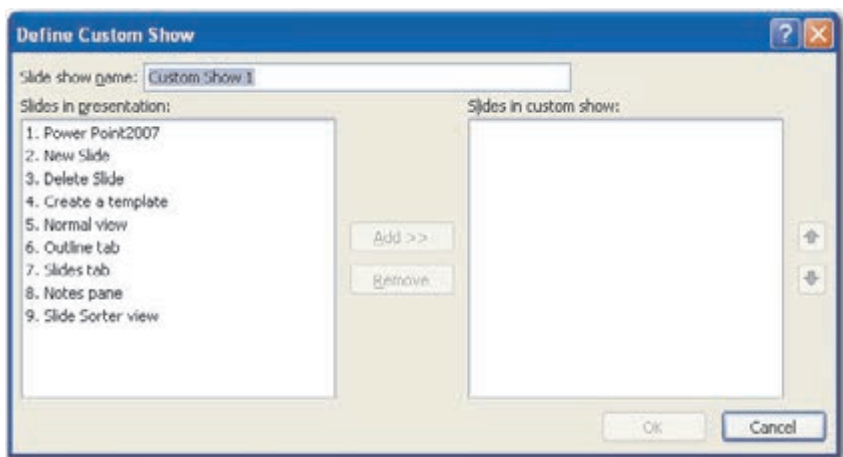 Define Custom Show
Slide show name: Custom Show 1
Slides in presentation:
Slides in custom show:
1. Power Point2007
2. New Slide
3. Delete Slide
4. Create a template
5. Normal view
6. Outline tab
7. Slides tab
8. Notes pane
9. Slide Sorter view
Add >>
Remove
OK
Cancel